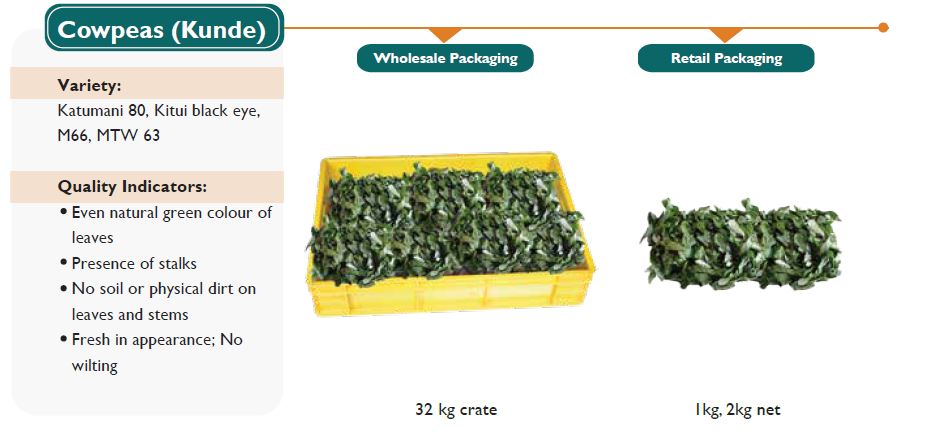 Cowpeas (Kunde)
Wholesale Packaging
Retail Packaging
Variety:
Katumani 80, Kitui black eye,
M66, MTW 63
Quality Indicators:
• Even natural green colour of
leaves
• Presence of stalks
• No soil or physical dirt on
leaves and stems
• Fresh in appearance; No
wilting
32 kg crate
1kg, 2kg net